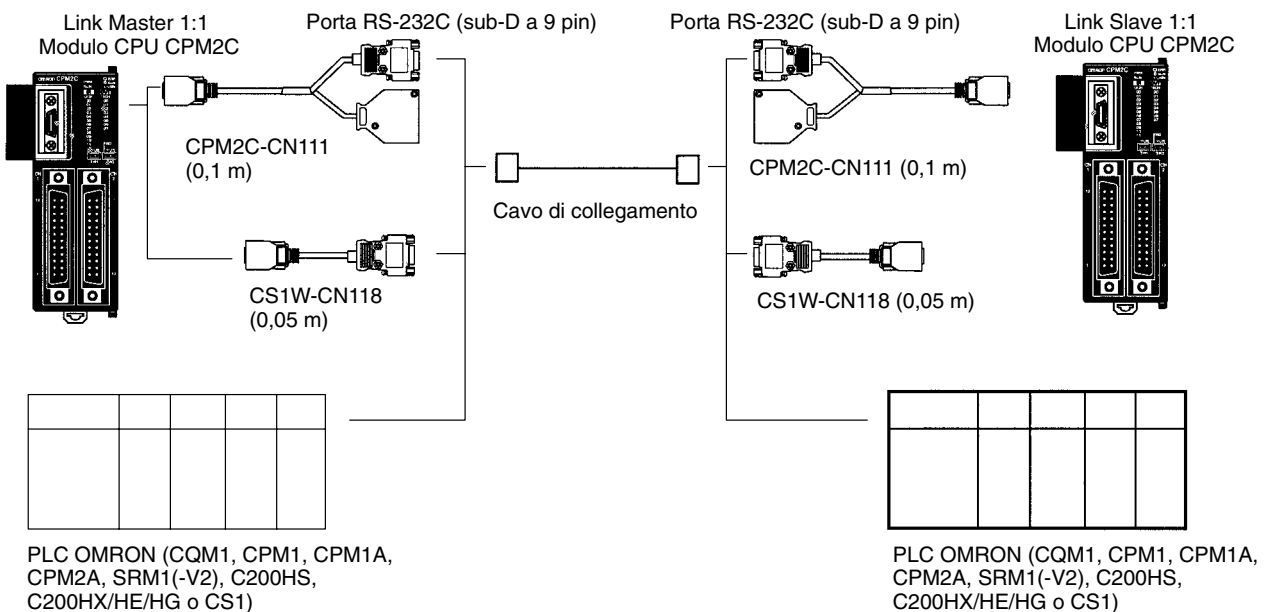 Link Master 1:1
Modulo CPU CPM2C
Porta RS-232C (sub-D a 9 pin)
Porta RS-232C (sub-D a 9 pin)
Link Slave 1:1
Modulo CPU CPM2C
CPM2C-CN111
(0,1 m)
CPM2C-CN111 (0,1 m)
Cavo di collegamento
CS1W-CN118
(0,05 m)
CS1W-CN118 (0,05 m)
PLC OMRON (CQM1, CPM1, CPM1A,
CPM2A, SRM1(-V2), C200HS,
C200HX/HE/HG o CS1)
PLC OMRON (CQM1, CPM1, CPM1A,
CPM2A, SRM1(-V2), C200HS,
C200HX/HE/HG o CS1)